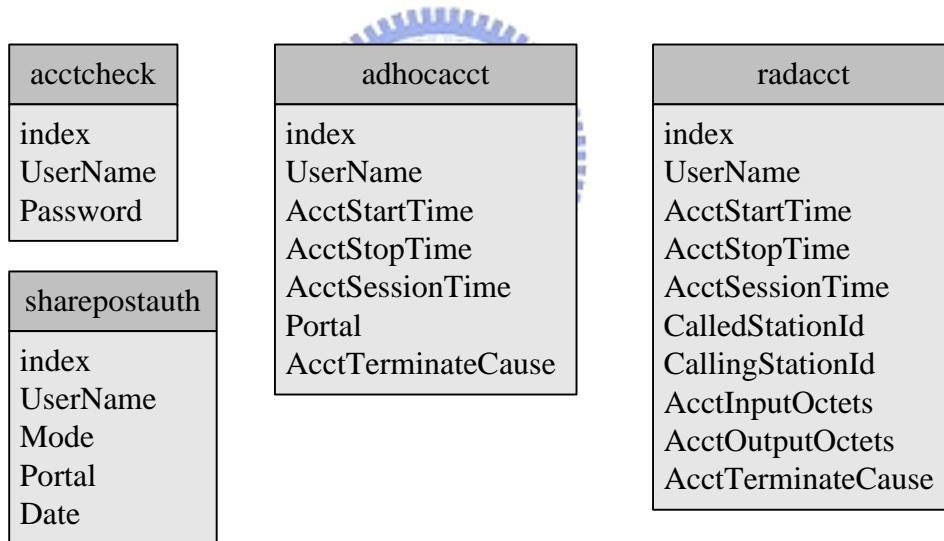 acctcheck
index
UserName
Password
sharepostauth
index
UserName
Mode
Portal
Date
adhocacct
index
UserName
AcctStartTime
AcctStopTime
AcctSessionTime
Portal
AcctTerminateCause
radacct
index
UserName
AcctStartTime
AcctStopTime
AcctSessionTime
CalledStationId
CallingStationId
AcctInputOctets
AcctOutputOctets
AcctTerminateCause